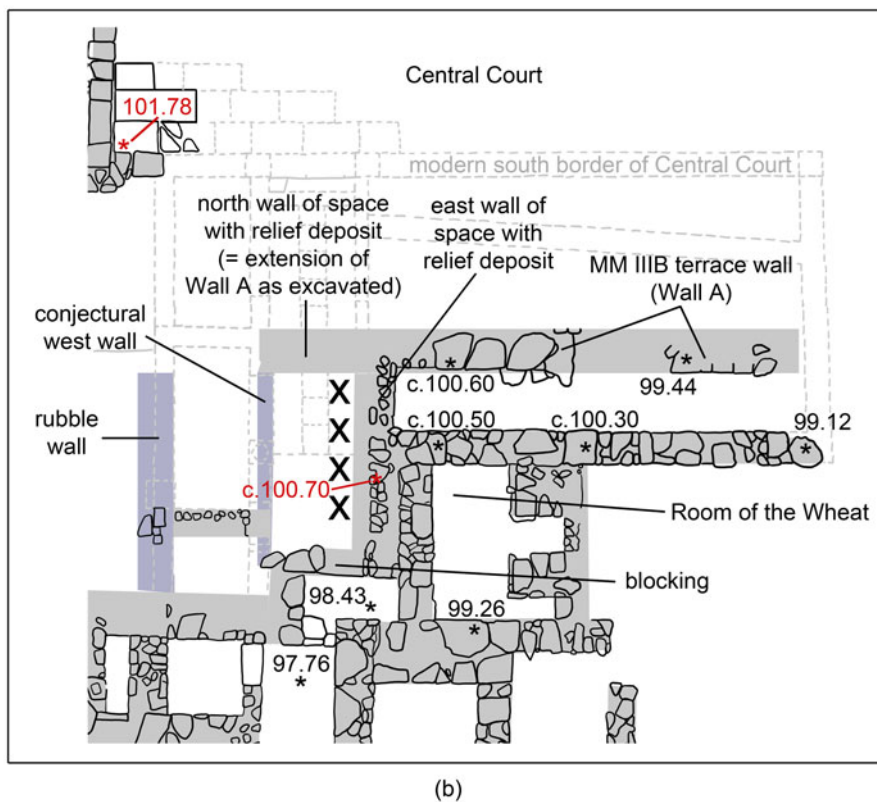 Central Court
101.78
*
modern south border of Central Court
north wall of space
with relief deposit
(= extension of
Wall A as excavated)
east wall of
space with
relief deposit
MM IIIB terrace wall
(Wall A)
conjectural
west wall
rubble
wall
X
X
X
X
*
c.100.60
*
99.44
c.100.50
*
c.100.30
*
99.12
*
c.100.70
*
Room of the Wheat
blocking
98.43
*
99.26
*
97.76
*
(b)